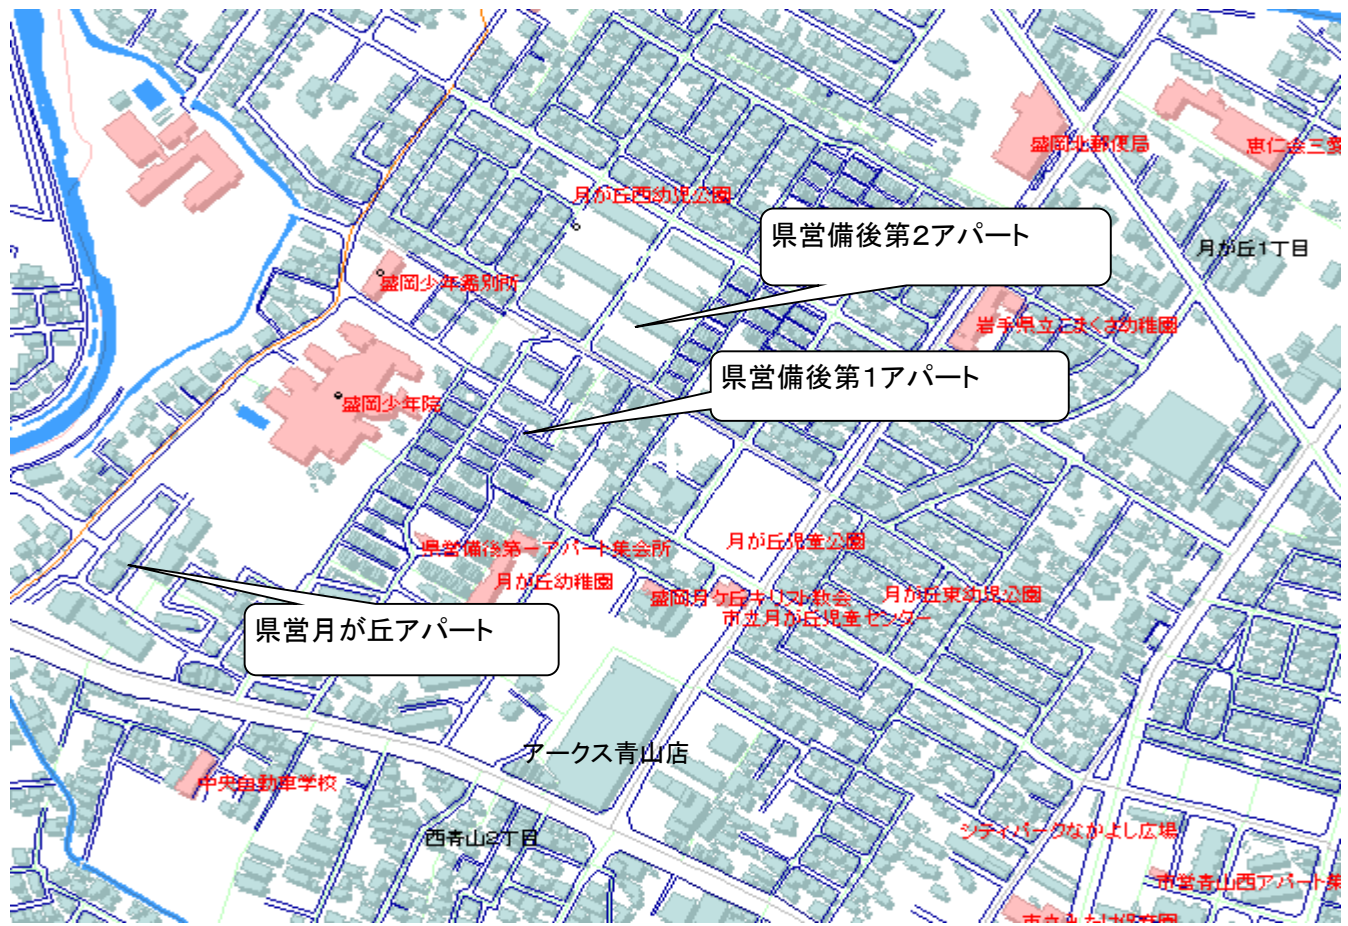 盛岡北郵便局
恵仁会三愛
月が丘西幼児公園
県営備後第2アパート
月が丘1丁目
盛岡少年鑑別所
岩手県立こまくさ幼稚園
県営備後第1アパート
盛岡少年院
月が丘児童公園
県営備後第一アパート集会所
月が丘幼稚園
盛岡月ケ丘キリスト教会
月が丘東幼児公園
市立月が丘児童センター
県営月が丘アパート
アークス青山店
中央自動車学校
西青山2丁目
シティパークなかよし広場
市営青山西アパート集
市立みたけ保育園